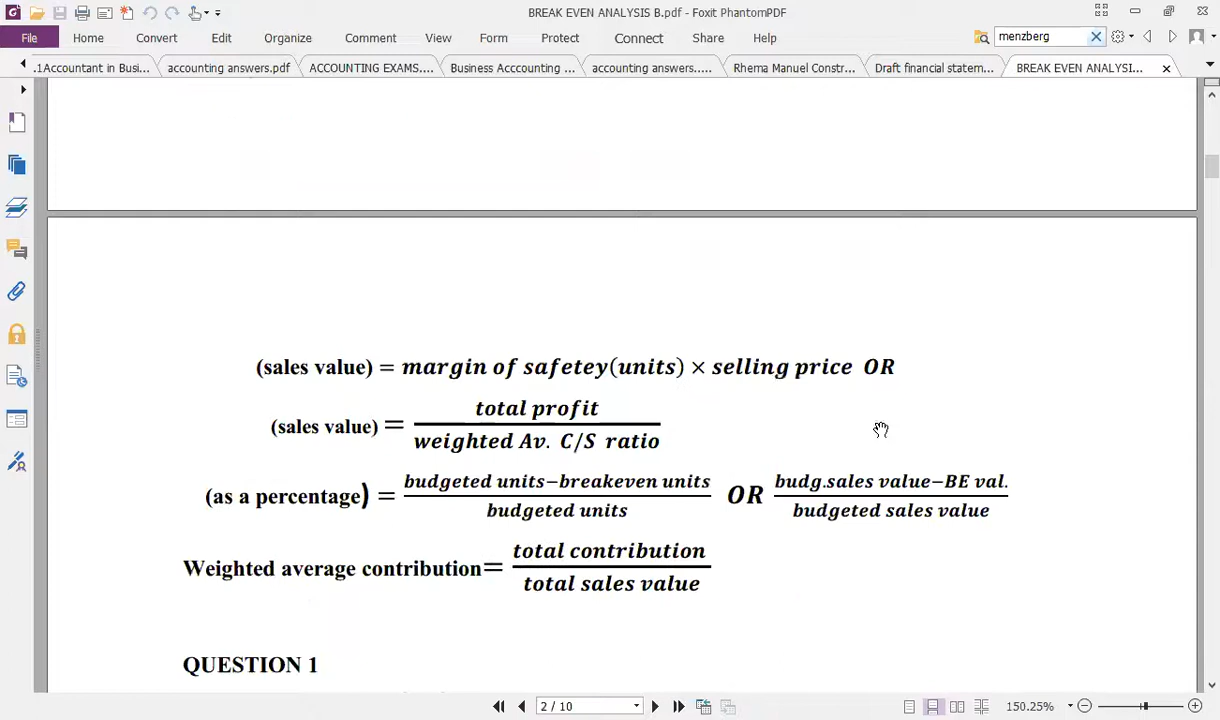 BREAK EVEN ANALYSIS B.pdf - Foxit PhantomPDF
File Home Convert Edit Organize Comment View Form Protect Connect Share Help menzberg
.1Accountant in Busi... accounting answers.pdf ACCOUNTING EXAMS.... Business Acccounting ... accounting answers.... Rhema Manuel Constr... Draft financial statem... BREAK EVEN ANALYSI...
(sales value) = margin of safetey(units) × selling price OR
(sales value) = total profit / weighted Av. C/S ratio
(as a percentage) = budgeted units−breakeven units / budgeted units OR budg.sales value−BE val. / budgeted sales value
Weighted average contribution= total contribution / total sales value
QUESTION 1
2 / 10 150.25%